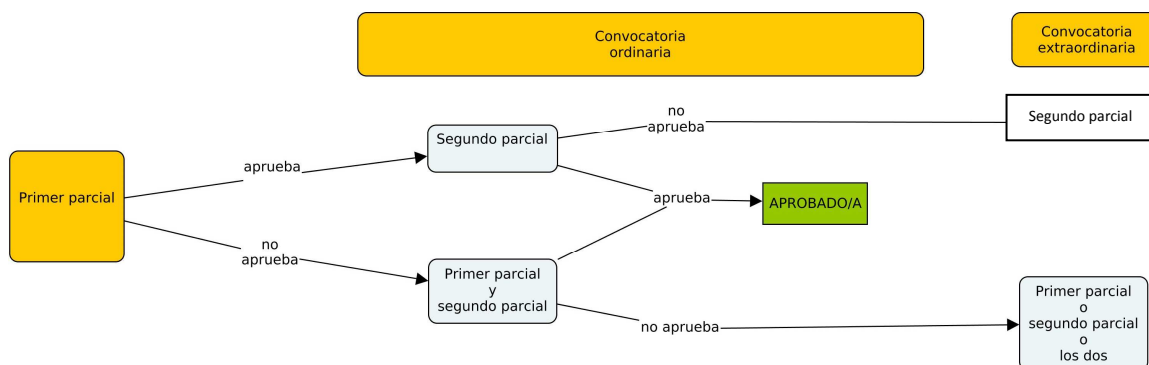 Convocatoria
ordinaria
Convocatoria
extraordinaria
no
aprueba
Segundo parcial
Segundo parcial
aprueba
Primer parcial
aprueba
APROBADO/A
no
aprueba
Primer parcial
y
segundo parcial
no aprueba
Primer parcial
o
segundo parcial
o
los dos